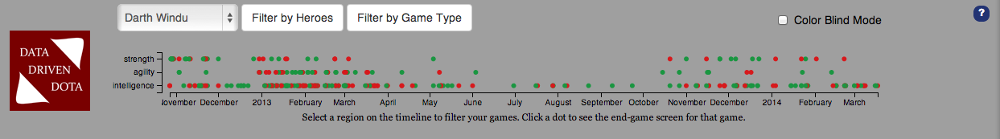 Darth Windu
Filter by Heroes
Filter by Game Type
Color Blind Mode
?
DATA
DRIVEN
DOTA
strength
agility
intelligence
November December 2013 February March April May June July August September October November December 2014 February March
Select a region on the timeline to filter your games. Click a dot to see the end-game screen for that game.